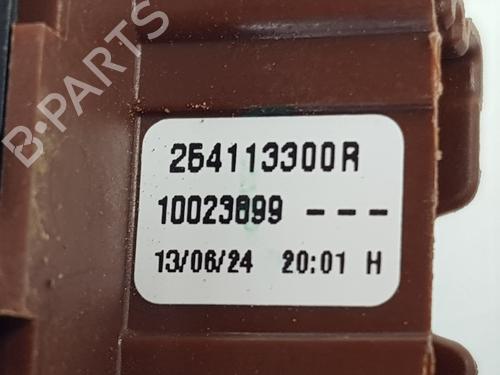 B-PARTS
254113300R
10023899 ---
13/06/24 20:01 H